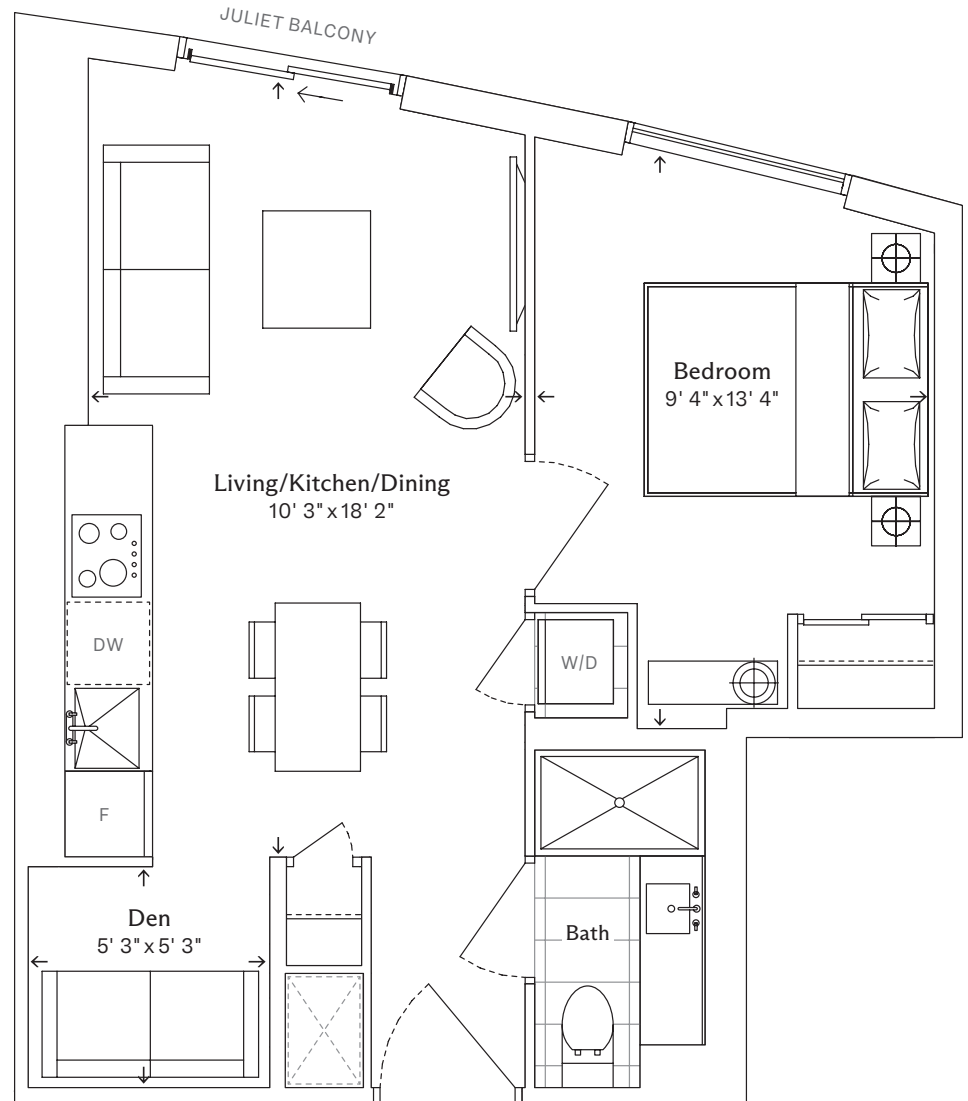 JULIET BALCONY
Bedroom
9' 4" x 13' 4"
Living/Kitchen/Dining
10' 3" x 18' 2"
DW
W/D
F
Den
5' 3" x 5' 3"
Bath